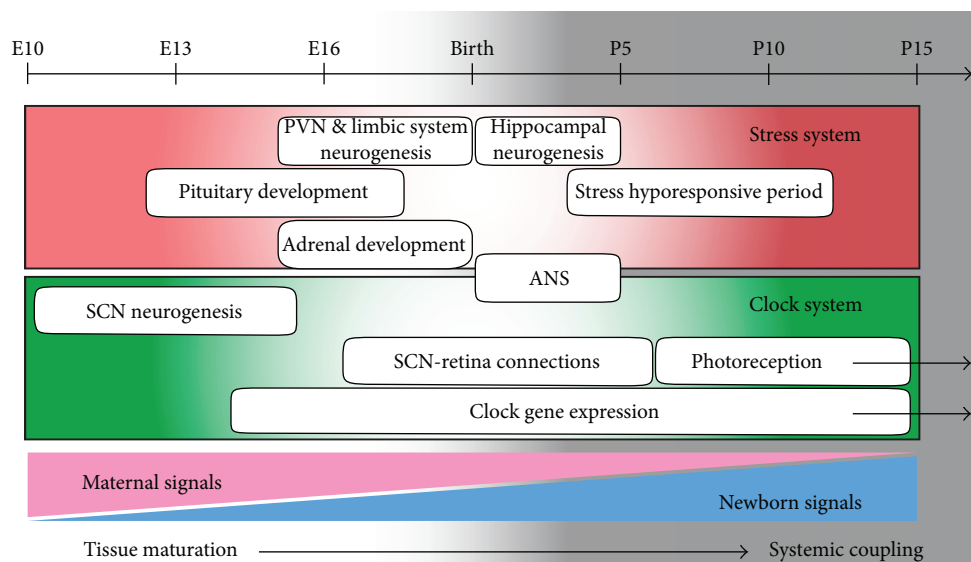 E10 E13 E16 Birth P5 P10 P15
PVN & limbic system
neurogenesis
Hippocampal
neurogenesis
Stress system
Pituitary development
Stress hyporesponsive period
Adrenal development
ANS
SCN neurogenesis
Clock system
SCN-retina connections
Photoreception
Clock gene expression
Maternal signals
Newborn signals
Tissue maturation
Systemic coupling